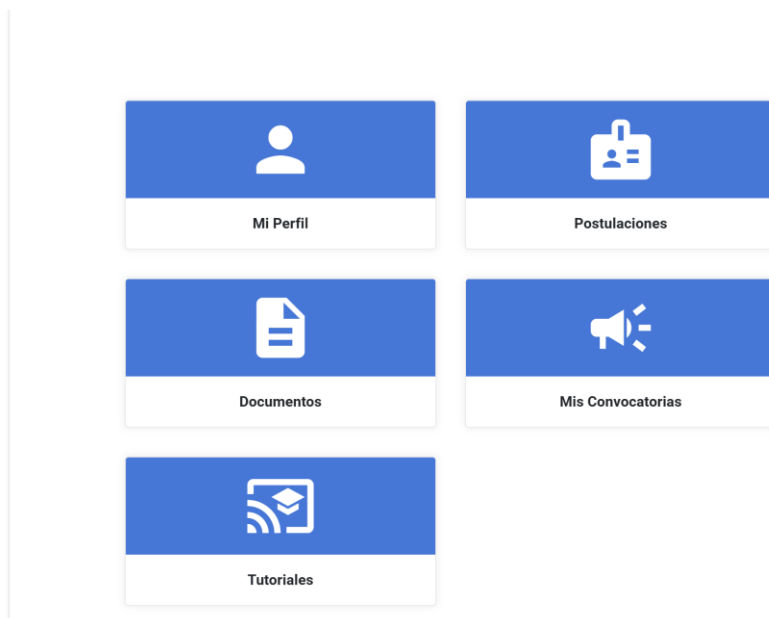 Mi Perfil
Postulaciones
Documentos
Mis Convocatorias
Tutoriales